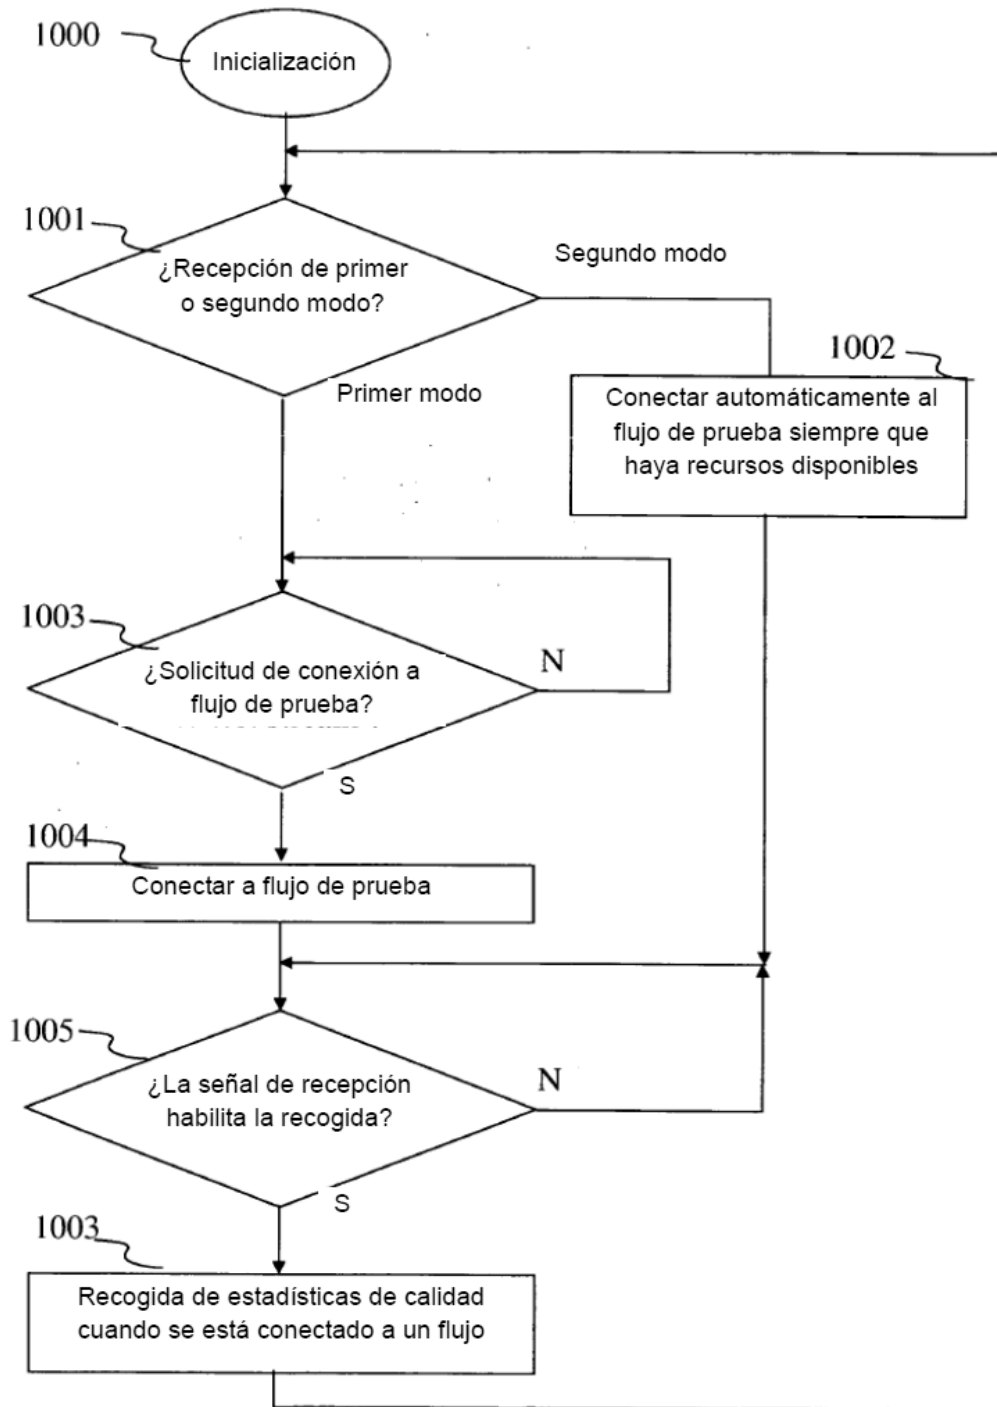 1000
Inicialización
1001
¿Recepción de primer
o segundo modo?
Segundo modo
Primer modo
1002
Conectar automáticamente al
flujo de prueba siempre que
haya recursos disponibles
1003
¿Solicitud de conexión a
flujo de prueba?
N
S
1004
Conectar a flujo de prueba
1005
¿La señal de recepción
habilita la recogida?
N
S
1003
Recogida de estadísticas de calidad
cuando se está conectado a un flujo